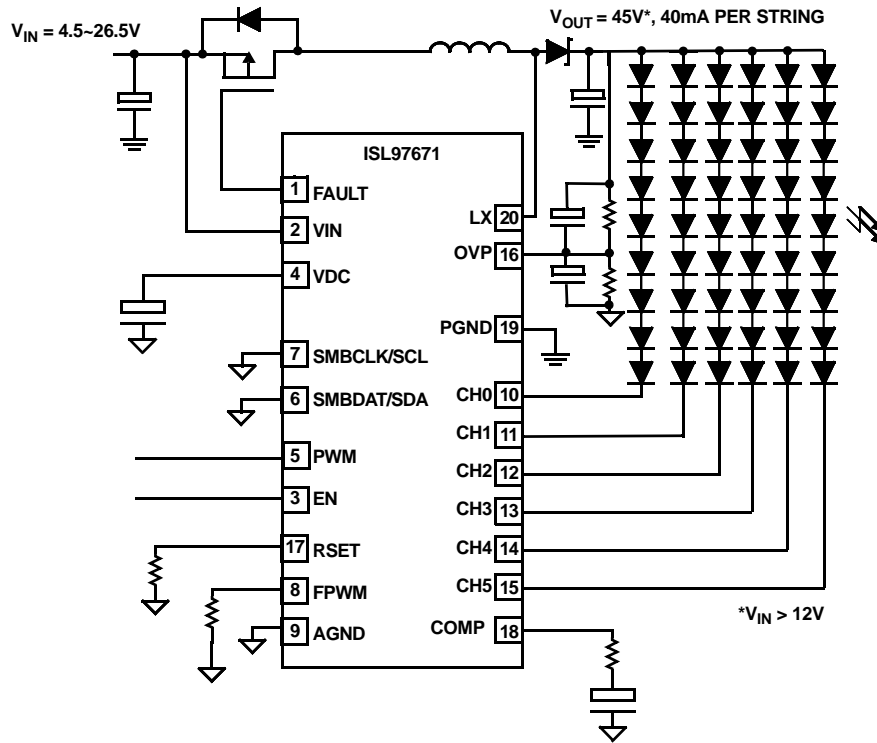 V_IN = 4.5~26.5V
V_OUT = 45V*, 40mA PER STRING
ISL97671
1 FAULT
2 VIN
4 VDC
7 SMBCLK/SCL
6 SMBDAT/SDA
5 PWM
3 EN
17 RSET
8 FPWM
9 AGND
LX 20
OVP 16
PGND 19
CH0 10
CH1 11
CH2 12
CH3 13
CH4 14
CH5 15
COMP 18
*V_IN > 12V